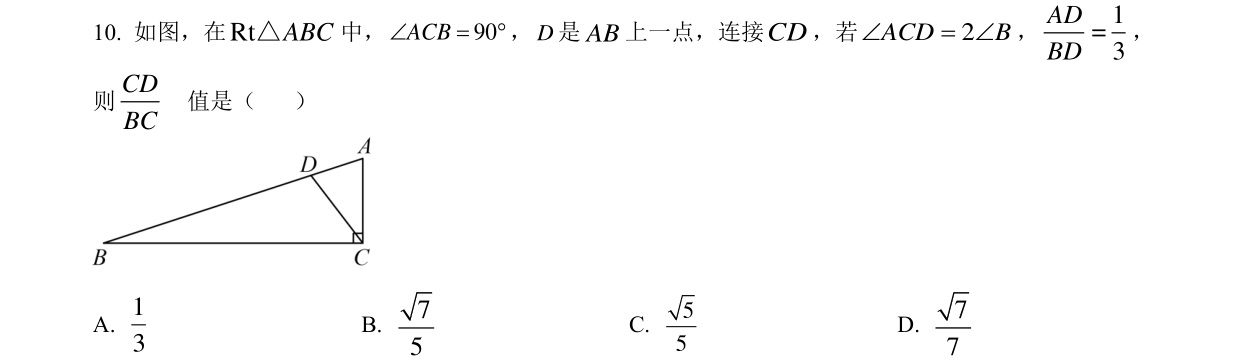 10. 如图，在Rt△ABC中，∠ACB=90°，D是AB上一点，连接CD，若∠ACD=2∠B，AD/BD=1/3，
则CD/BC 值是（ ）
A
D
B
C
A. 1/3 B. √7/5 C. √5/5 D. √7/7